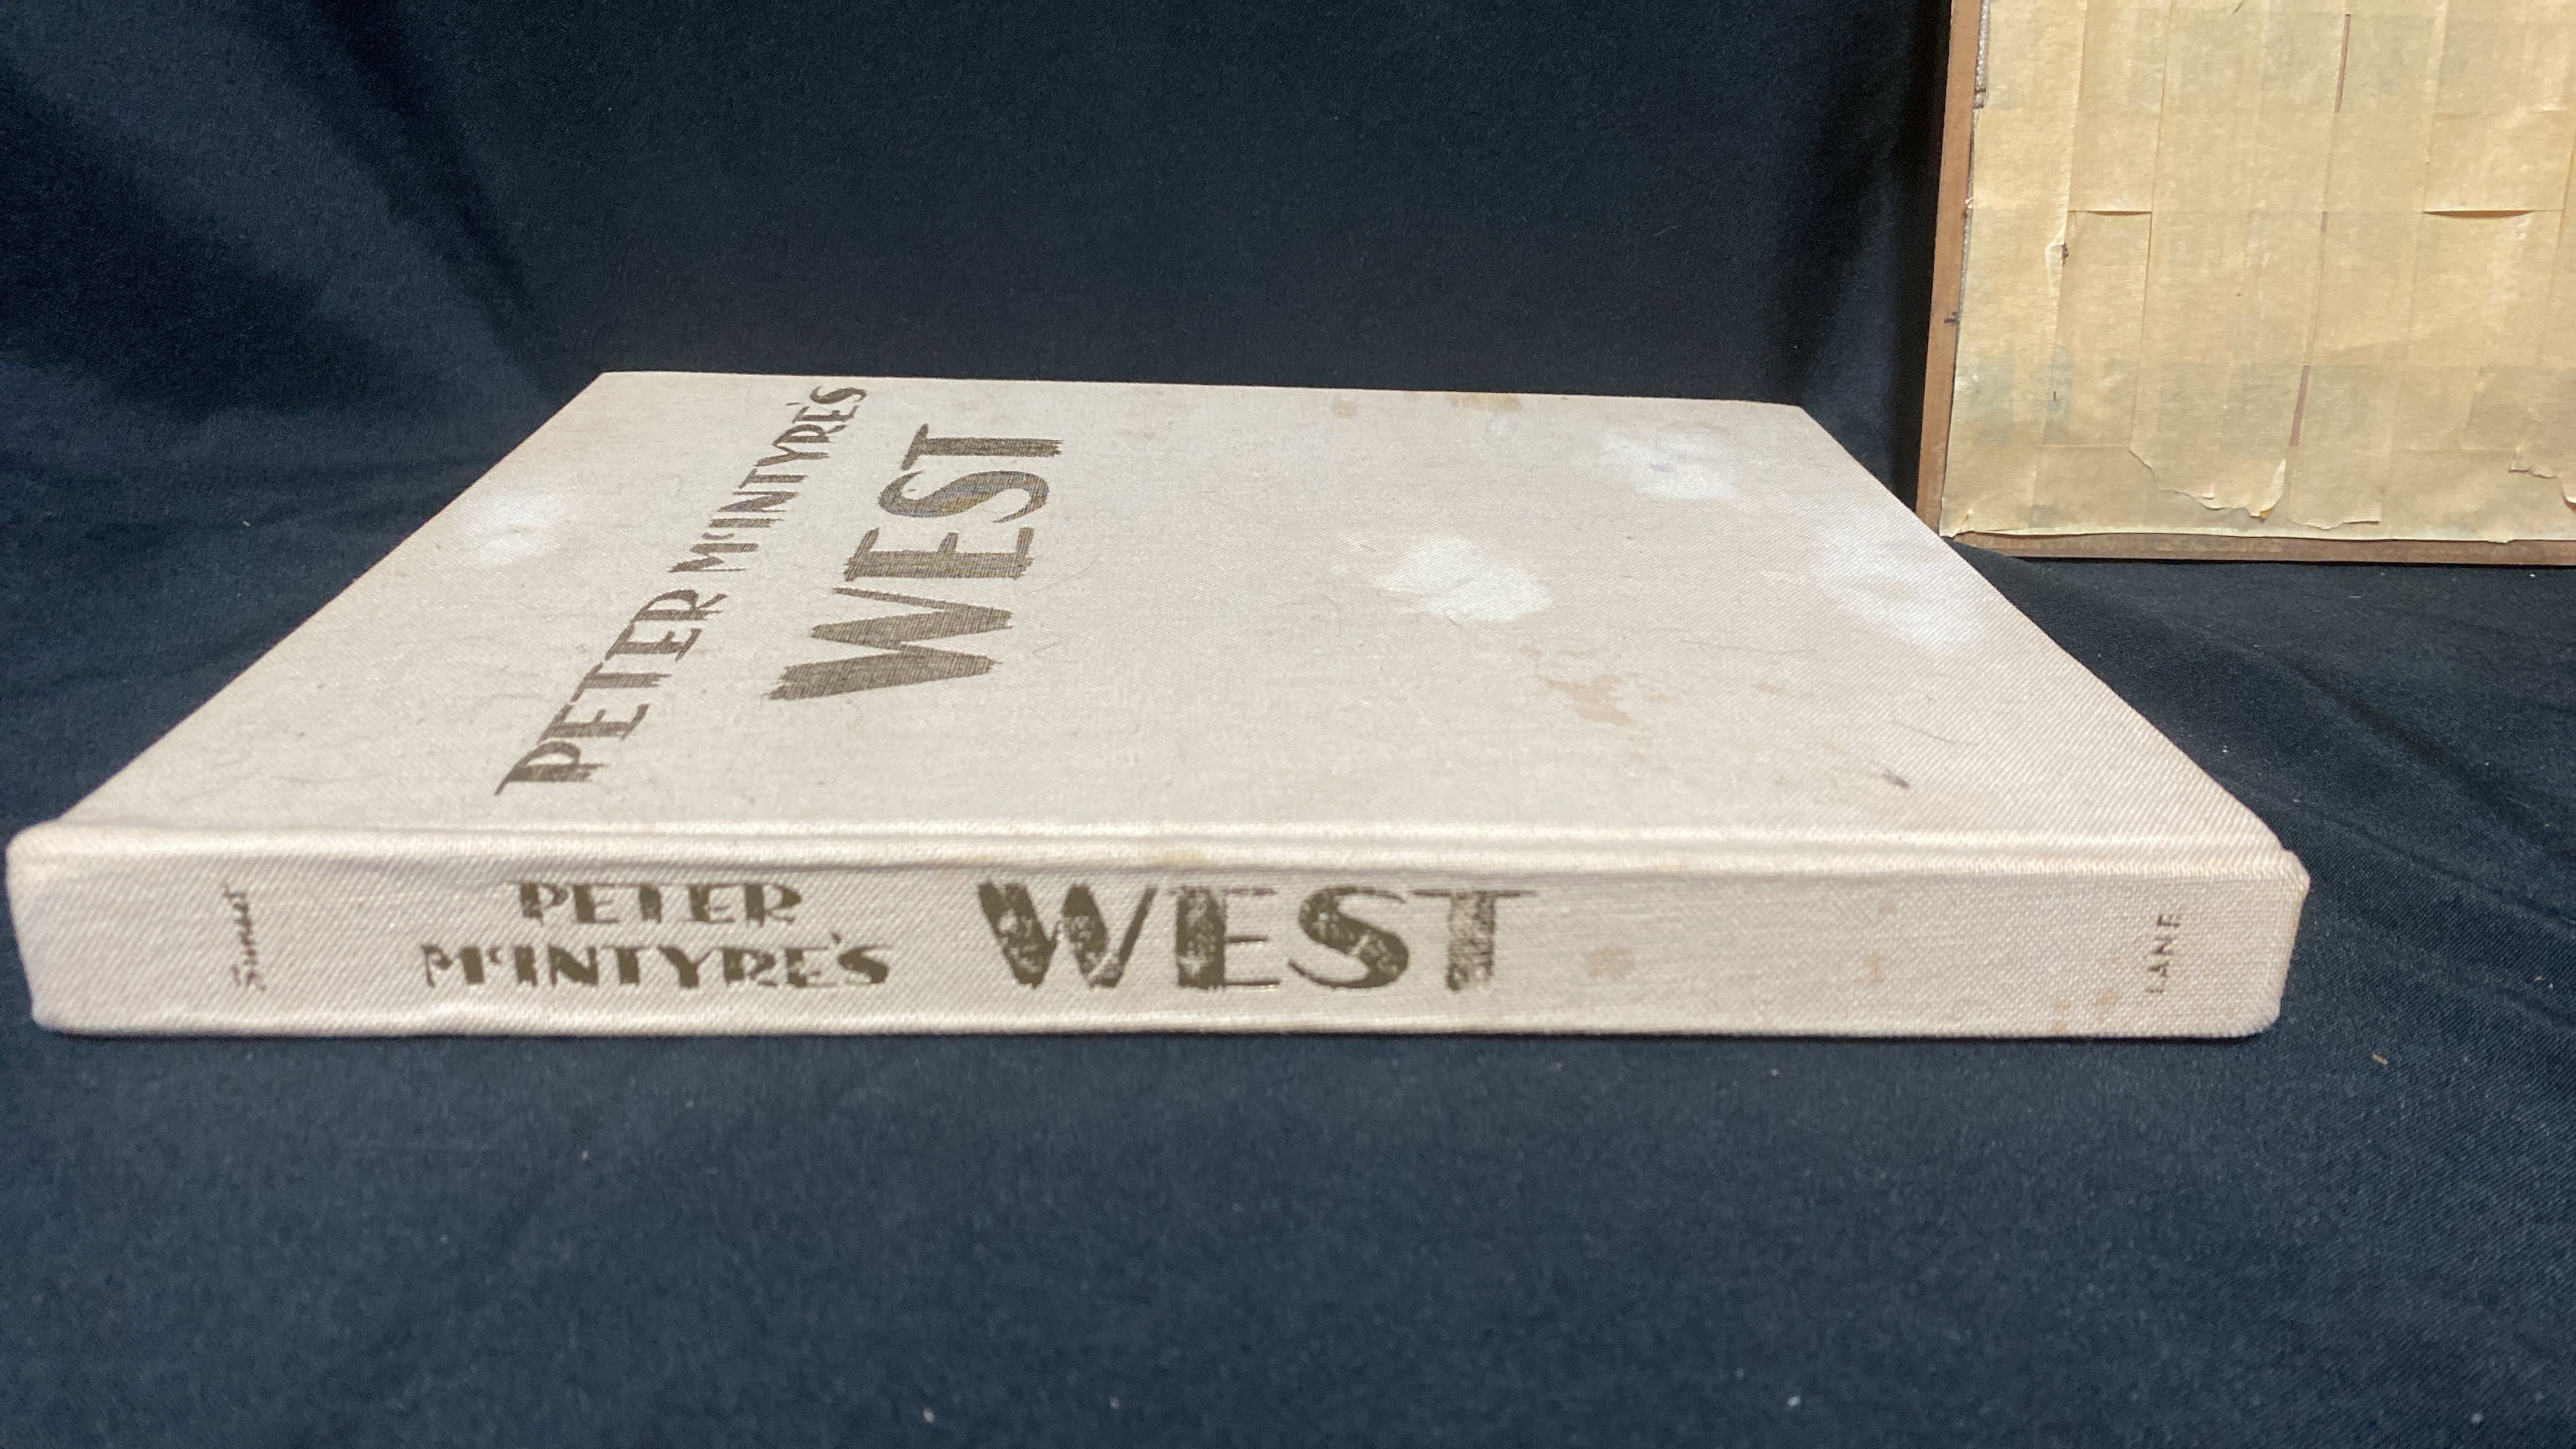 PETER McINTYRE'S
WEST
Sunset
PETER
McINTYRE'S
WEST
LANE